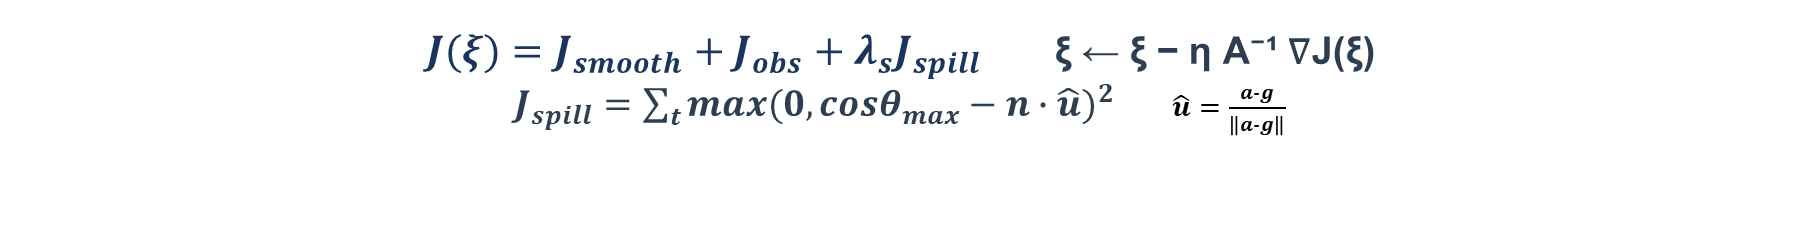 J(ξ) = J_smooth + J_obs + λ_s J_spill ξ ← ξ − η A⁻¹ ∇J(ξ)
J_spill = ∑_t max(0, cosθ_max − n · û)² û = a-g / ‖a-g‖